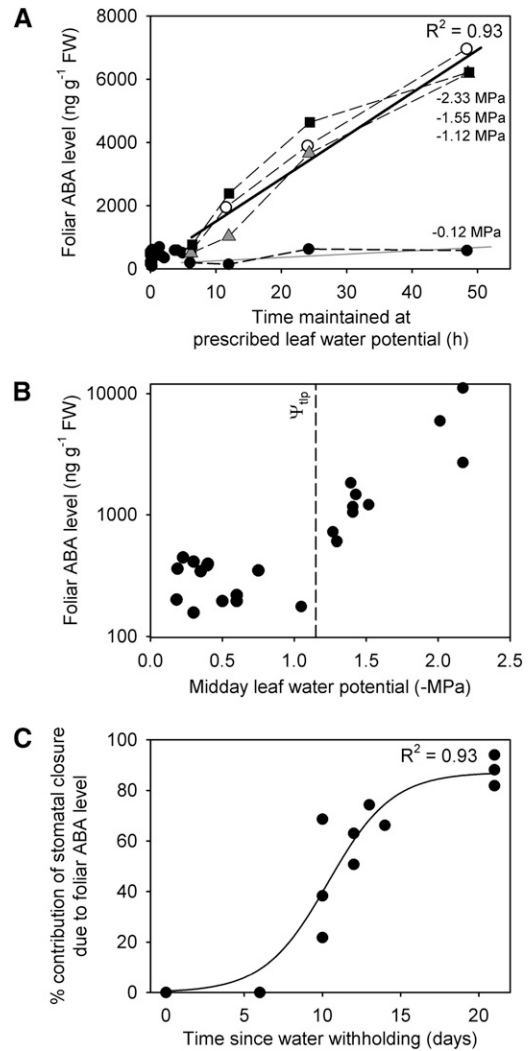 A
R² = 0.93
8000
6000
4000
2000
0
-2.33 MPa
-1.55 MPa
-1.12 MPa
-0.12 MPa
Foliar ABA level (ng g⁻¹ FW)
0 10 20 30 40 50
Time maintained at
prescribed leaf water potential (h)
B
Ψtlp
10000
1000
100
Foliar ABA level (ng g⁻¹ FW)
0.0 0.5 1.0 1.5 2.0 2.5
Midday leaf water potential (-MPa)
C
R² = 0.93
100
80
60
40
20
0
% contribution of stomatal closure
due to foliar ABA level
0 5 10 15 20
Time since water withholding (days)